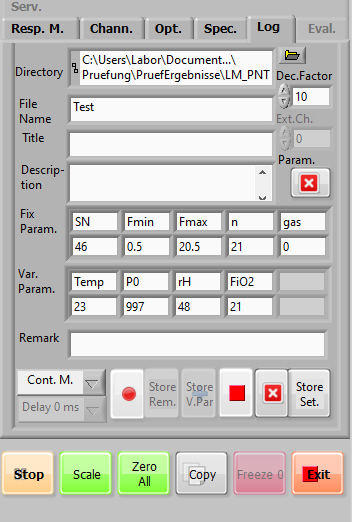 Serv.
Resp. M. Chann. Opt. Spec. Log Eval.
Directory
C:\Users\Labor\Document...\
Pruefung\PruefErgebnisse\LM_PNT
Dec.Factor
10
File
Name
Test
Ext.Ch.
0
Title
Param.
Descrip-
tion
Fix
Param.
SN Fmin Fmax n gas
46 0.5 20.5 21 0
Var.
Param.
Temp P0 rH FiO2
23 997 48 21
Remark
Cont. M.
Delay 0 ms
Store
Rem.
Store
V.Par
Store
Set.
Stop
Scale
Zero
All
Copy
Freeze 0
Exit